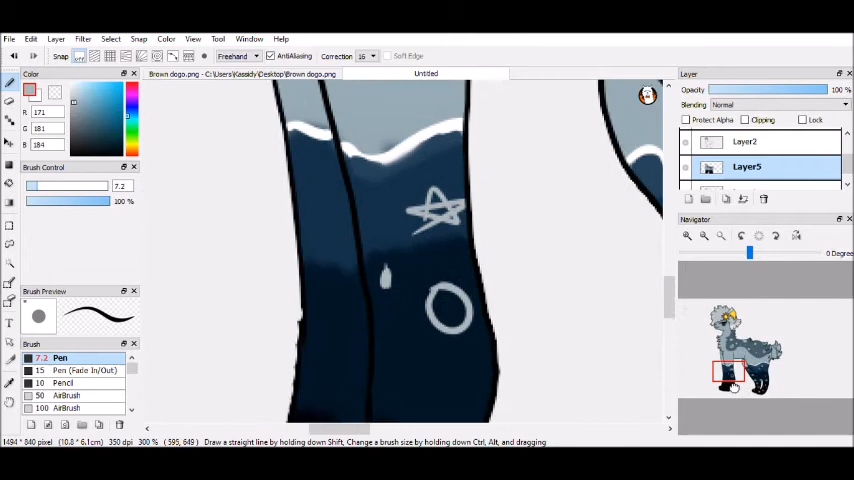 File Edit Layer Filter Select Snap Color View Tool Window Help
Snap off Freehand AntiAliasing Correction 16 Soft Edge
Color
R 171
G 181
B 184
Brush Control
7.2
100 %
Brush Preview
7.2 Pen
15 Pen (Fade In/Out)
10 Pencil
50 AirBrush
100 AirBrush
Brown dogo.png - C:\Users\Kassidy\Desktop\Brown dogo.png Untitled
Layer
Opacity 100 %
Blending Normal
Protect Alpha Clipping Lock
Layer2
Layer5
Navigator
0 Degree
1494 * 840 pixel (10.8 * 6.1cm) 350 dpi 300 % ( 595, 649 ) Draw a straight line by holding down Shift, Change a brush size by holding down Ctrl, Alt, and dragging